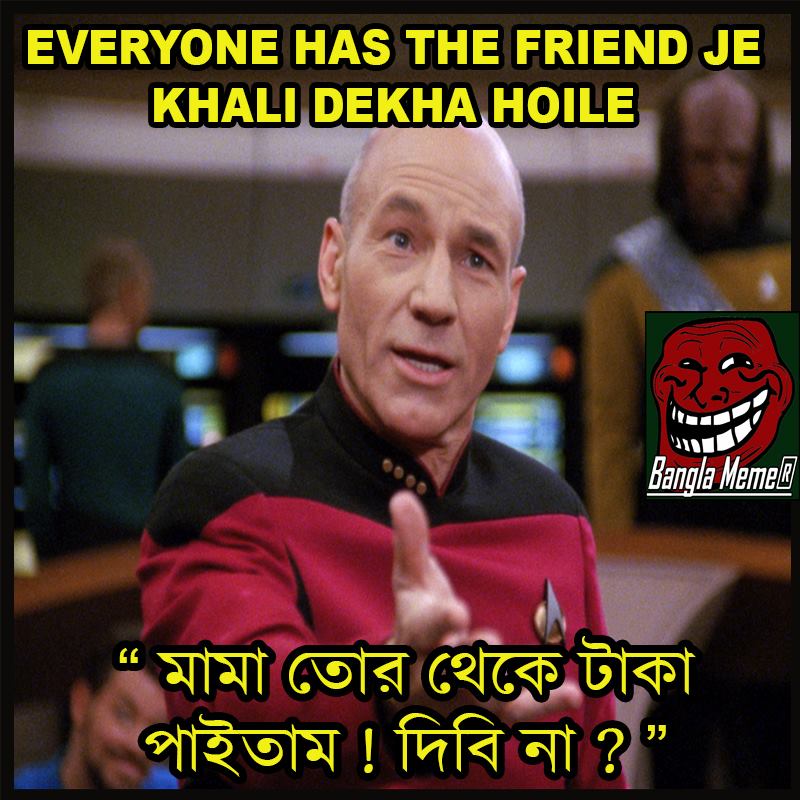 EVERYONE HAS THE FRIEND JE
KHALI DEKHA HOILE
Bangla Meme®
“ মামা তোর থেকে টাকা
পাইতাম ! দিবি না ? ”